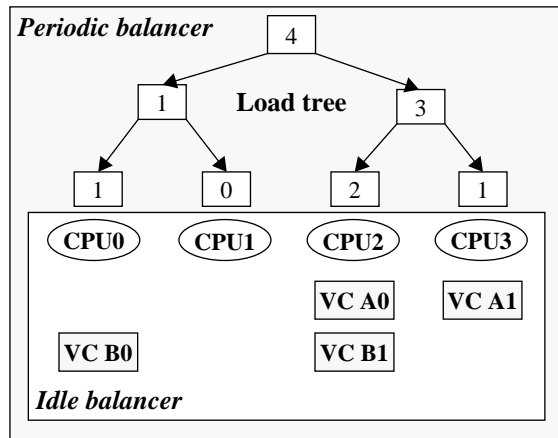 Periodic balancer
4
1
Load tree
3
1
0
2
1
CPU0
CPU1
CPU2
CPU3
VC A0
VC A1
VC B0
VC B1
Idle balancer